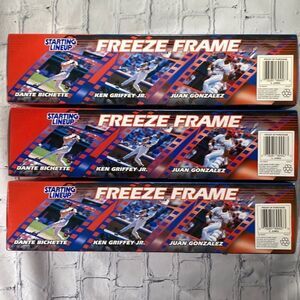 STARTING
LINEUP
FREEZE FRAME
DANTE BICHETTE
KEN GRIFFEY JR.
JUAN GONZALEZ
STARTING
LINEUP
FREEZE FRAME
DANTE BICHETTE
KEN GRIFFEY JR.
JUAN GONZALEZ
STARTING
LINEUP
FREEZE FRAME
DANTE BICHETTE
KEN GRIFFEY JR.
JUAN GONZALEZ